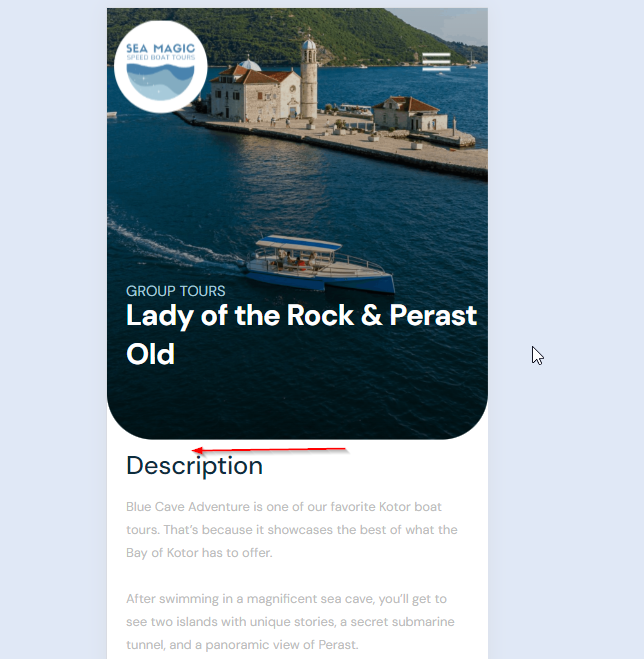 SEA MAGIC
SPEED BOAT TOURS
GROUP TOURS
Lady of the Rock & Perast
Old
Description
Blue Cave Adventure is one of our favorite Kotor boat
tours. That’s because it showcases the best of what the
Bay of Kotor has to offer.
After swimming in a magnificent sea cave, you’ll get to
see two islands with unique stories, a secret submarine
tunnel, and a panoramic view of Perast.